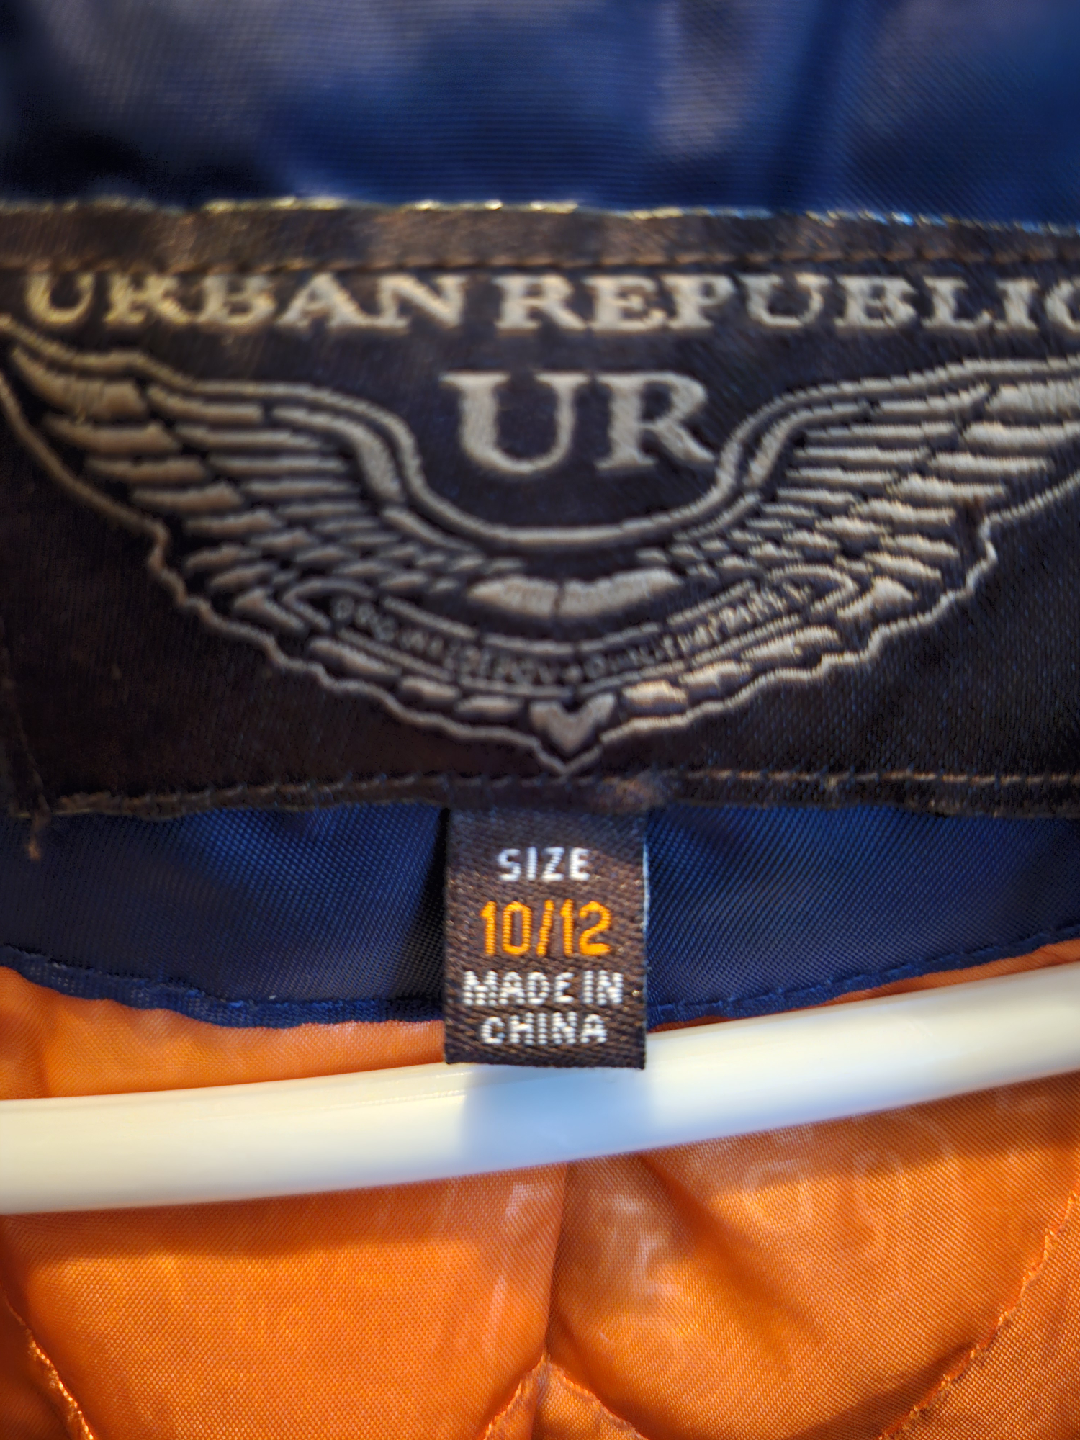 URBAN REPUBLIC
UR
SIZE
10/12
MADE IN
CHINA